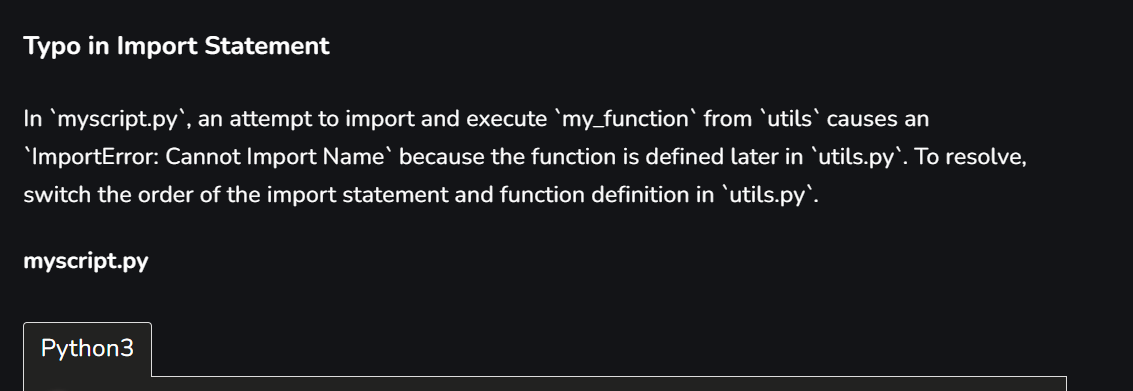 Typo in Import Statement
In `myscript.py`, an attempt to import and execute `my_function` from `utils` causes an
`ImportError: Cannot Import Name` because the function is defined later in `utils.py`. To resolve,
switch the order of the import statement and function definition in `utils.py`.
myscript.py
Python3